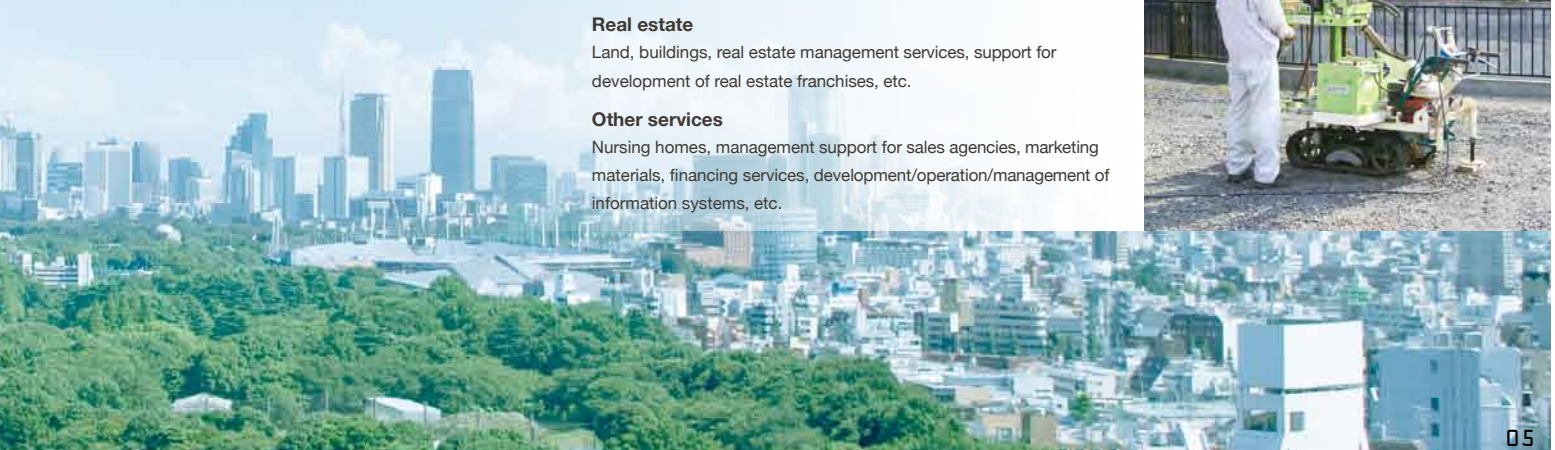 Real estate
Land, buildings, real estate management services, support for
development of real estate franchises, etc.
Other services
Nursing homes, management support for sales agencies, marketing
materials, financing services, development/operation/management of
information systems, etc.
05